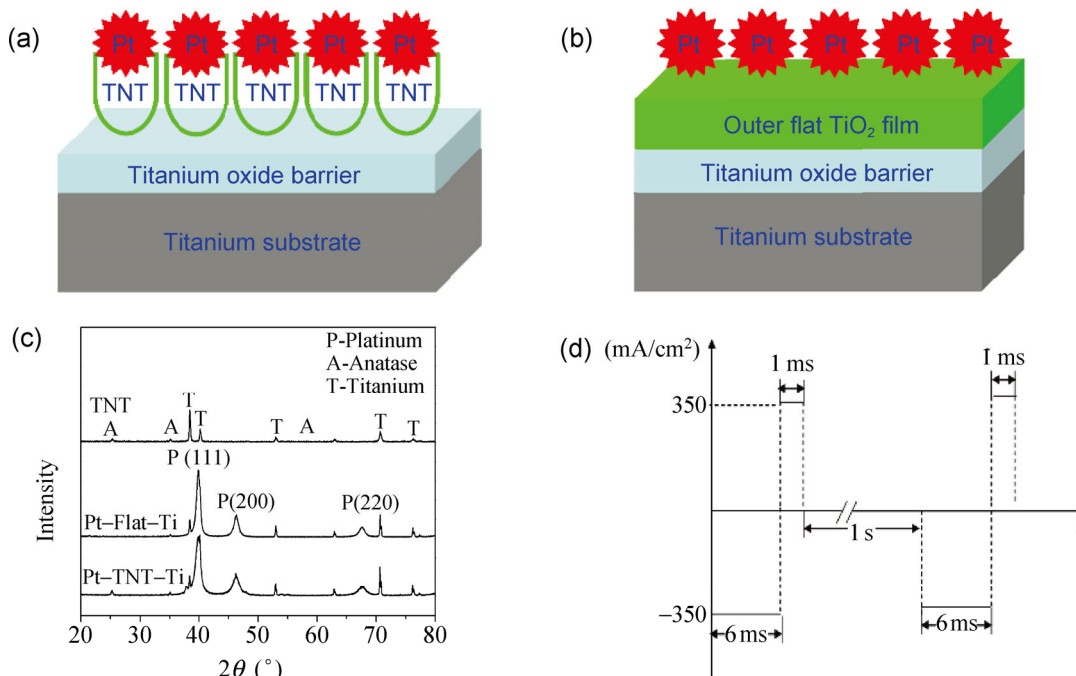 (a)
Pt Pt Pt Pt Pt
TNT TNT TNT TNT TNT
Titanium oxide barrier
Titanium substrate
(b)
Pt Pt Pt Pt Pt
Outer flat TiO₂ film
Titanium oxide barrier
Titanium substrate
(c)
P-Platinum
A-Anatase
T-Titanium
TNT
A A T T T A T T
P (111)
P(200)
P(220)
Pt–Flat–Ti
Pt–TNT–Ti
Intensity
20 30 40 50 60 70 80
2θ (°)
(d)
(mA/cm²)
1 ms
1 ms
350
1 s
–350
6 ms
6 ms